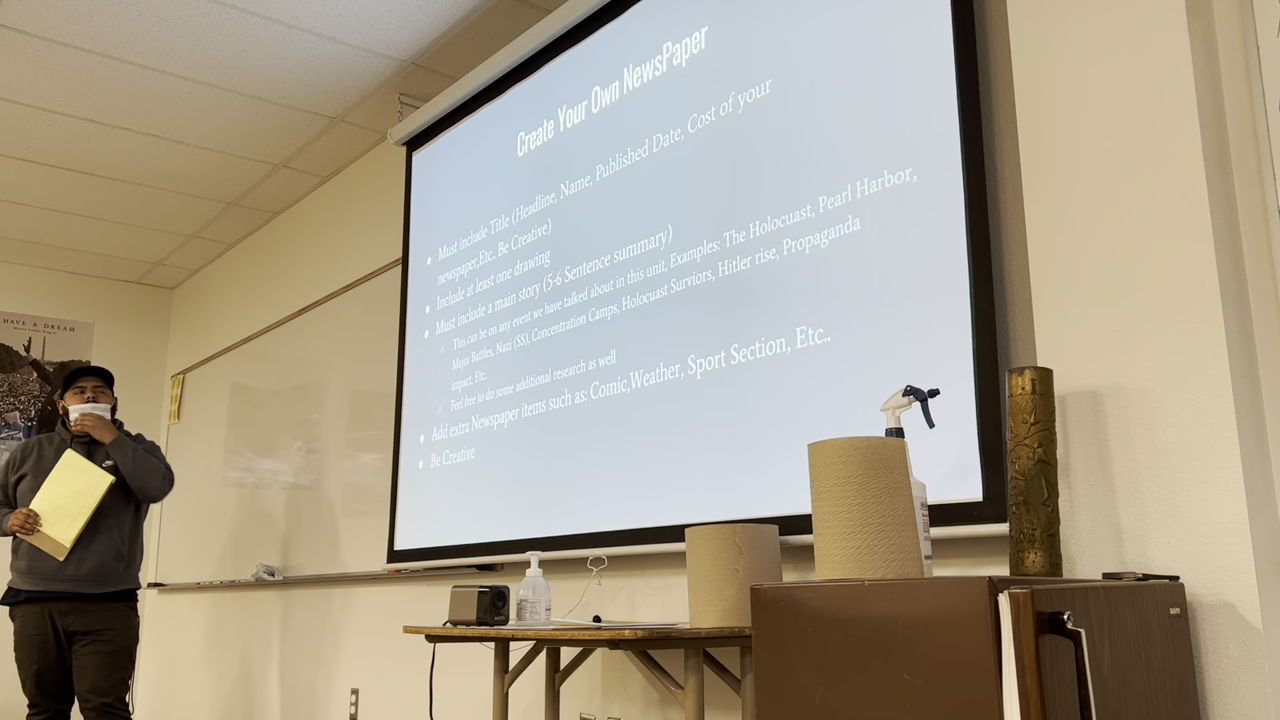 Create Your Own NewsPaper
Must include Title (Headline, Name, Published Date, Cost of your
newspaper.Etc.. Be Creative)
Include at least one drawing
Must include a main story (5-6 Sentence summary)
This can be on any event we have talked about in this unit, Examples: The Holocuast, Pearl Harbor,
Major Battles, Nazi (SS), Concentration Camps, Holocuast Surviors, Hitler rise, Propaganda
impact, Etc..
Feel free to do some additional research as well
Add extra Newspaper items such as: Comic,Weather, Sport Section, Etc..
Be Creative
HAVE A DREAM